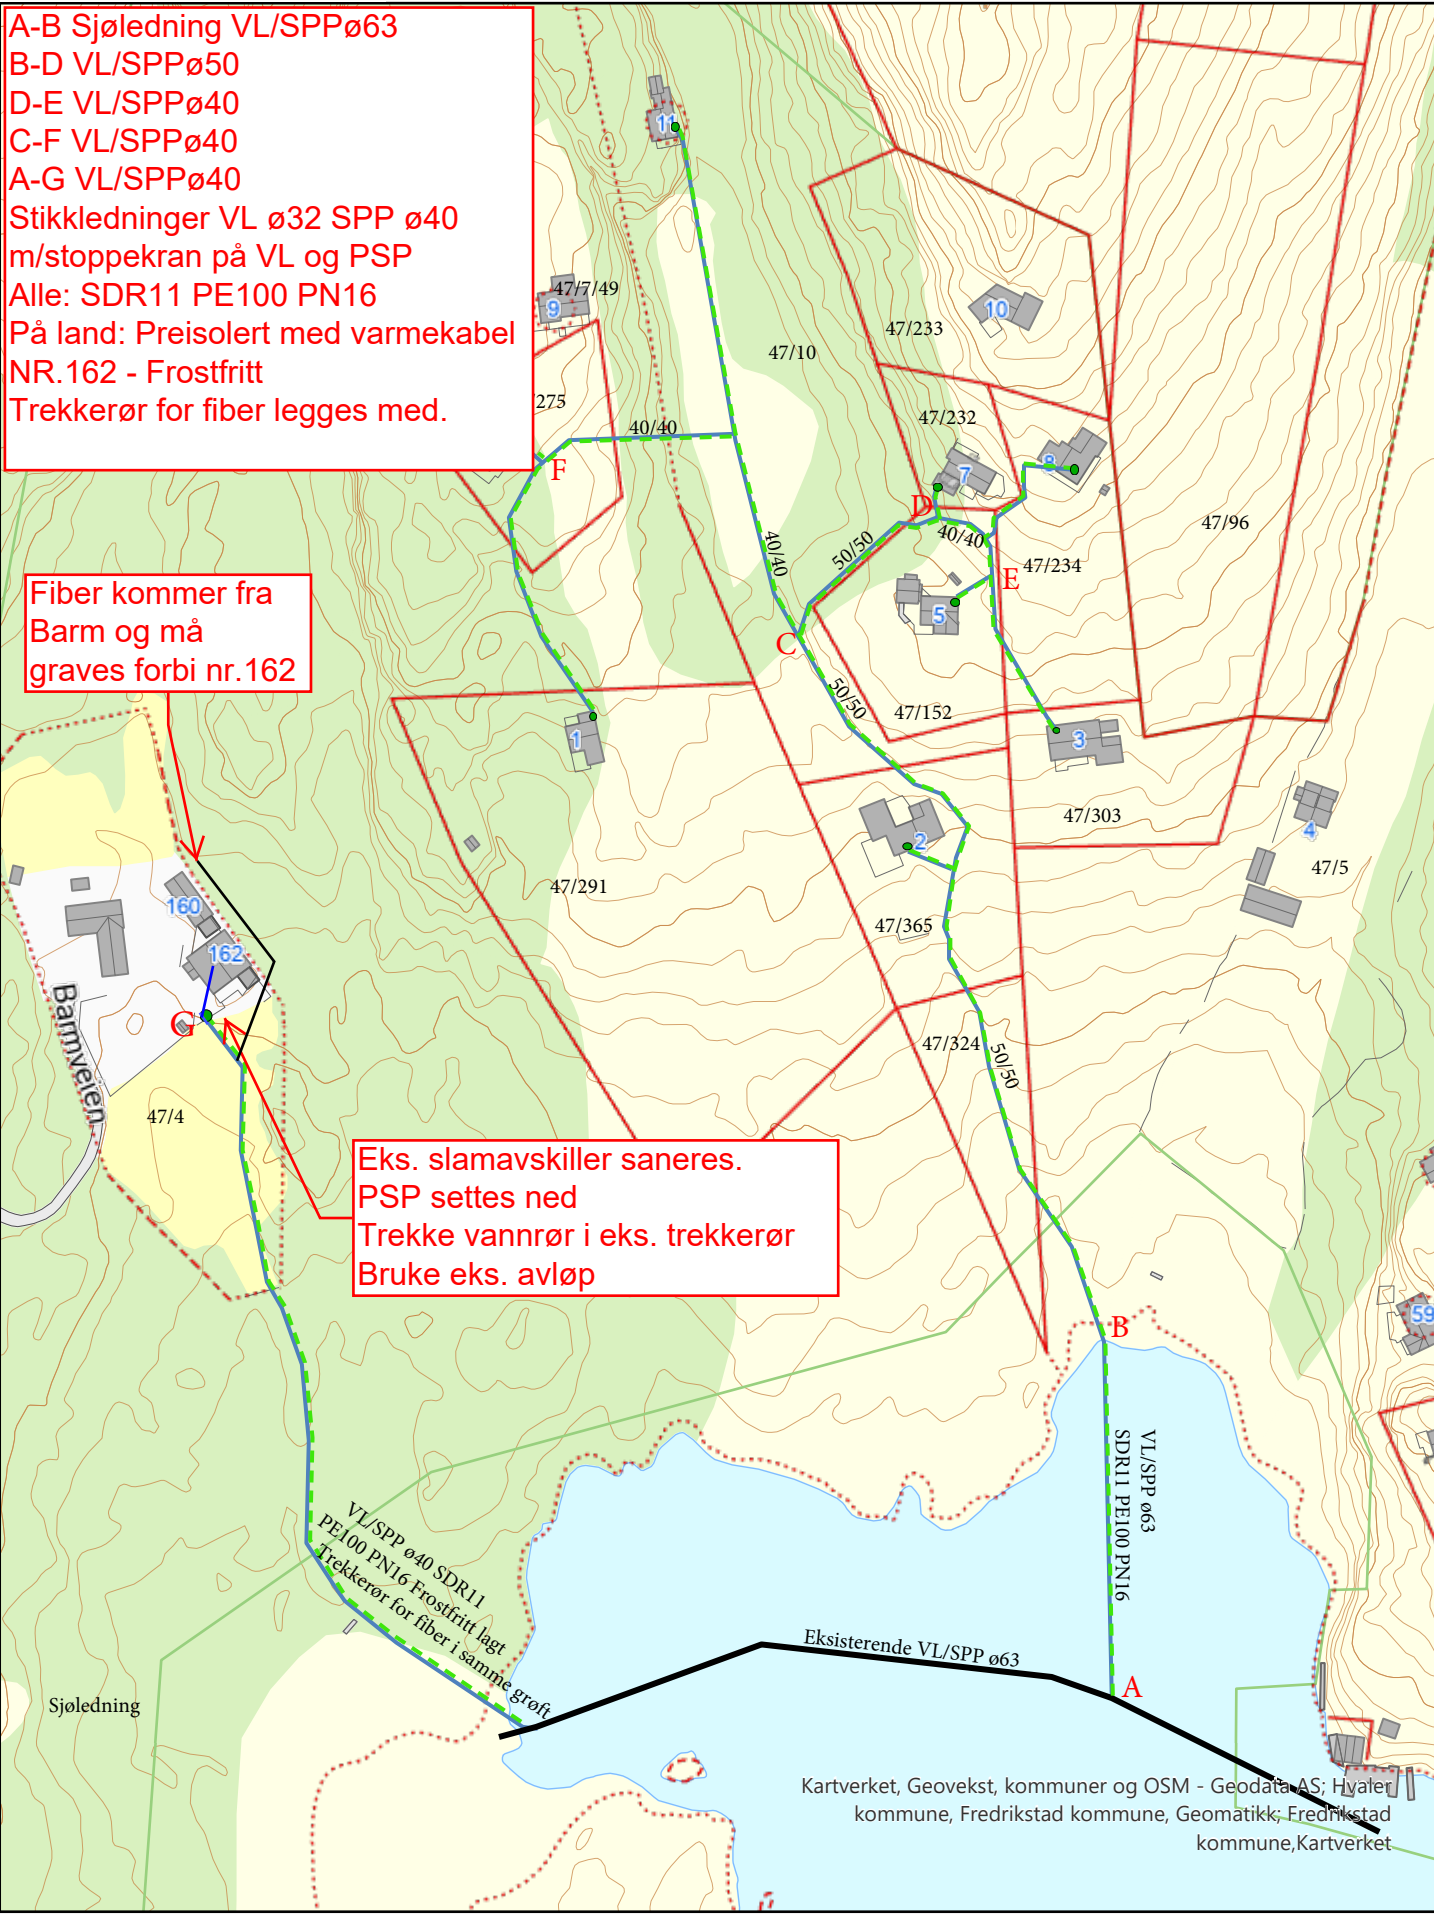 A-B Sjøledning VL/SPPø63
B-D VL/SPPø50
D-E VL/SPPø40
C-F VL/SPPø40
A-G VL/SPPø40
Stikkledninger VL ø32 SPP ø40
m/stoppekran på VL og PSP
Alle: SDR11 PE100 PN16
På land: Preisolert med varmekabel
NR.162 - Frostfritt
Trekkerør for fiber legges med.
11
9
47/7/49
47/10
47/233
10
/275
40/40
F
47/232
7
8
D
40/40
50/50
40/40
47/96
47/234
E
5
C
50/50
47/152
Fiber kommer fra
Barm og må
graves forbi nr.162
1
3
2
47/303
4
47/5
47/291
47/365
160
162
G
Barmveien
47/4
47/324
50/50
Eks. slamavskiller saneres.
PSP settes ned
Trekke vannrør i eks. trekkerør
Bruke eks. avløp
B
59
VL/SPP ø63
SDR11 PE100 PN16
VL/SPP ø40 SDR11
PE100 PN16 Frostfritt lagt
Trekkerør for fiber i samme grøft
Eksisterende VL/SPP ø63
A
Sjøledning
Kartverket, Geovekst, kommuner og OSM - Geodata AS; Hvaler
kommune, Fredrikstad kommune, Geomatikk; Fredrikstad
kommune,Kartverket